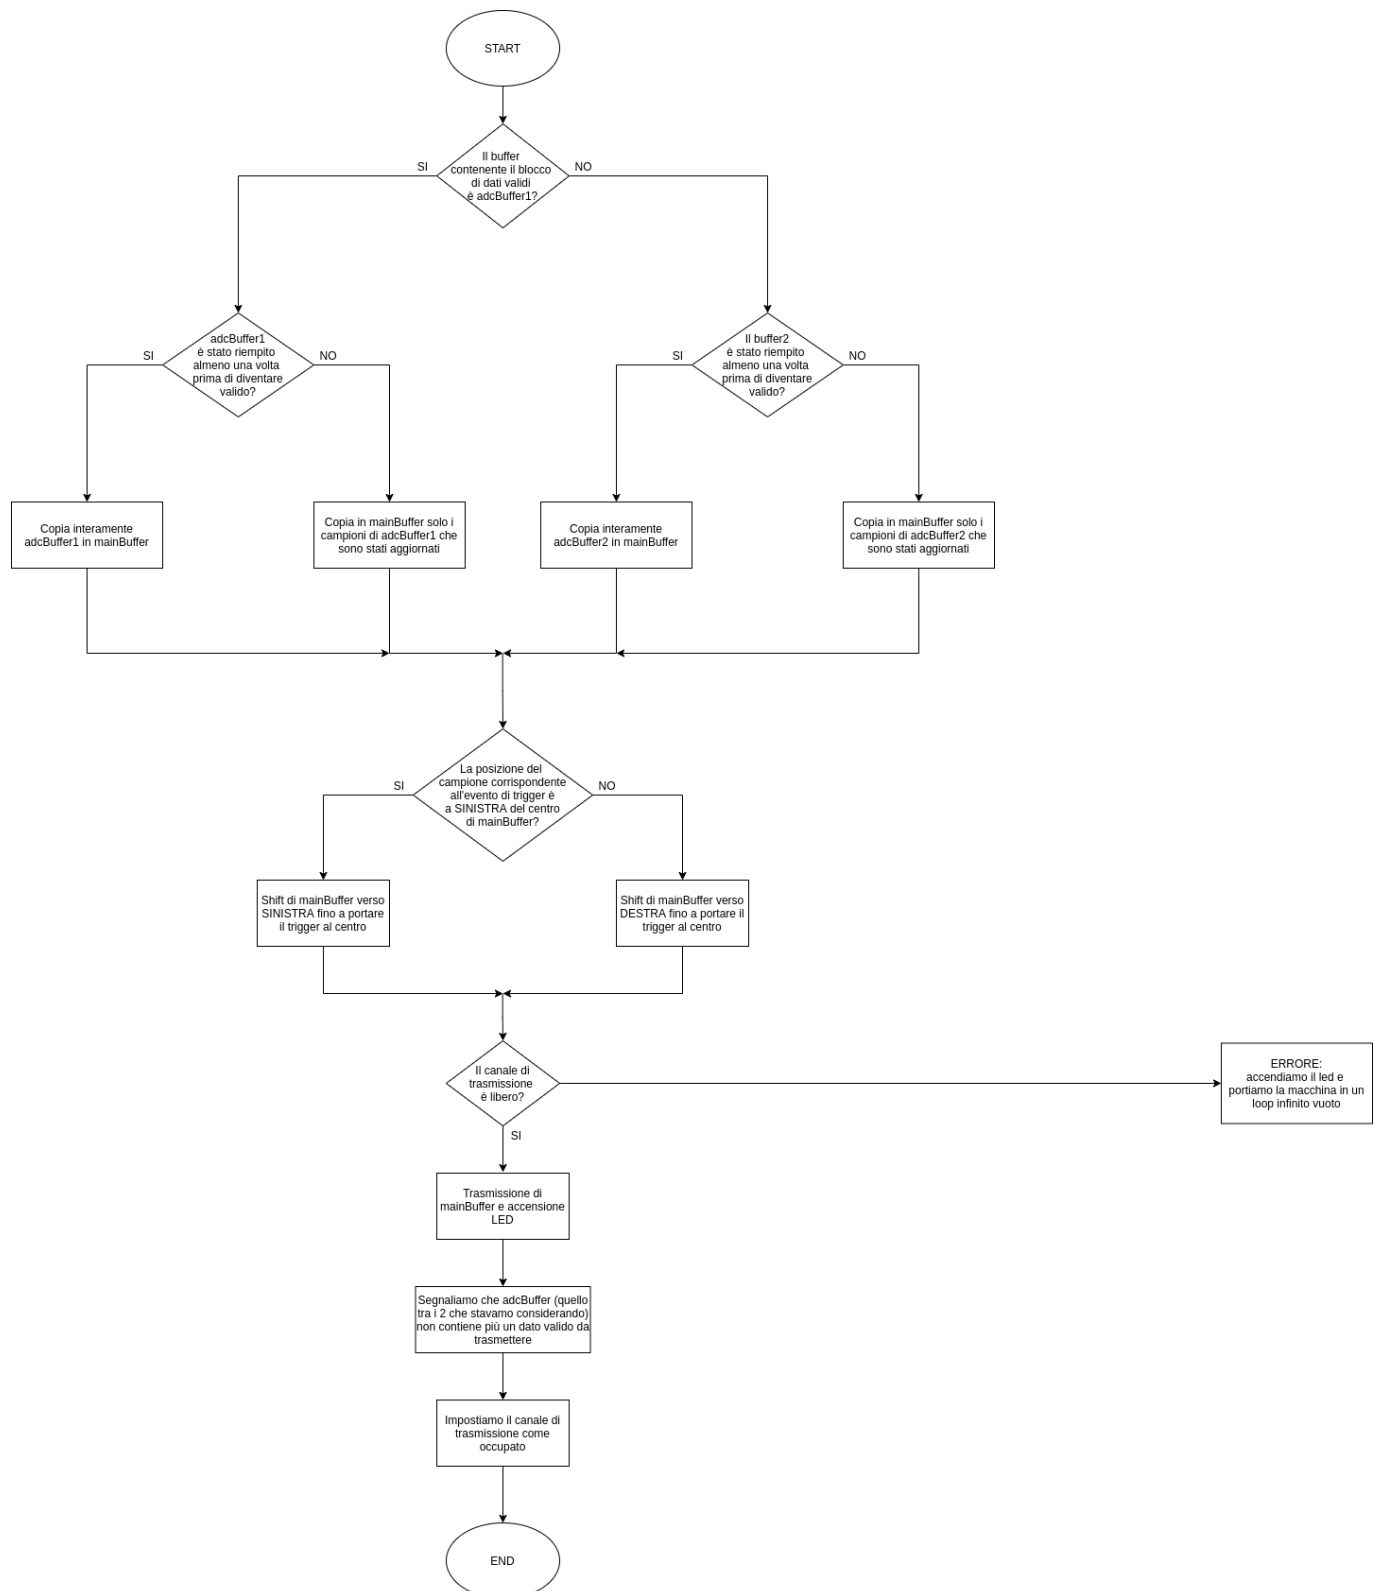 START
Il buffer
contenente il blocco
di dati validi
è adcBuffer1?
SI
NO
adcBuffer1
è stato riempito
almeno una volta
prima di diventare
valido?
SI
NO
Il buffer2
è stato riempito
almeno una volta
prima di diventare
valido?
SI
NO
Copia interamente
adcBuffer1 in mainBuffer
Copia in mainBuffer solo i
campioni di adcBuffer1 che
sono stati aggiornati
Copia interamente
adcBuffer2 in mainBuffer
Copia in mainBuffer solo i
campioni di adcBuffer2 che
sono stati aggiornati
La posizione del
campione corrispondente
all'evento di trigger è
a SINISTRA del centro
di mainBuffer?
SI
NO
Shift di mainBuffer verso
SINISTRA fino a portare
il trigger al centro
Shift di mainBuffer verso
DESTRA fino a portare il
trigger al centro
Il canale di
trasmissione
è libero?
SI
ERRORE:
accendiamo il led e
portiamo la macchina in un
loop infinito vuoto
Trasmissione di
mainBuffer e accensione
LED
Segnaliamo che adcBuffer (quello
tra i 2 che stavamo considerando)
non contiene più un dato valido da
trasmettere
Impostiamo il canale di
trasmissione come
occupato
END